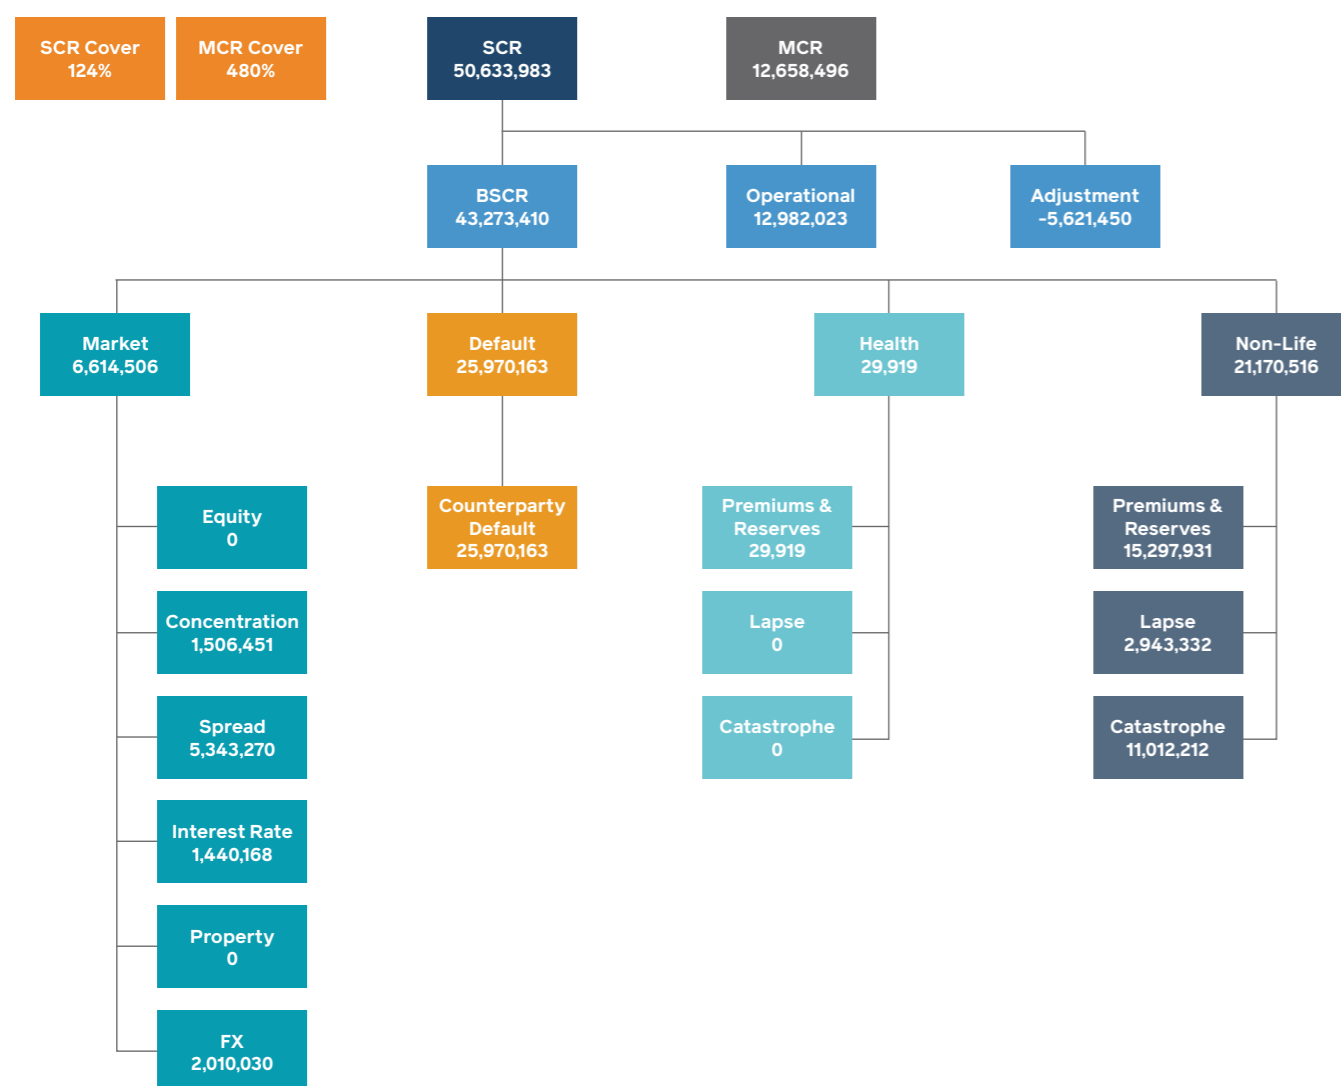 SCR Cover
124%
MCR Cover
480%
SCR
50,633,983
MCR
12,658,496
BSCR
43,273,410
Operational
12,982,023
Adjustment
-5,621,450
Market
6,614,506
Default
25,970,163
Health
29,919
Non-Life
21,170,516
Equity
0
Concentration
1,506,451
Spread
5,343,270
Interest Rate
1,440,168
Property
0
FX
2,010,030
Counterparty
Default
25,970,163
Premiums &
Reserves
29,919
Lapse
0
Catastrophe
0
Premiums &
Reserves
15,297,931
Lapse
2,943,332
Catastrophe
11,012,212